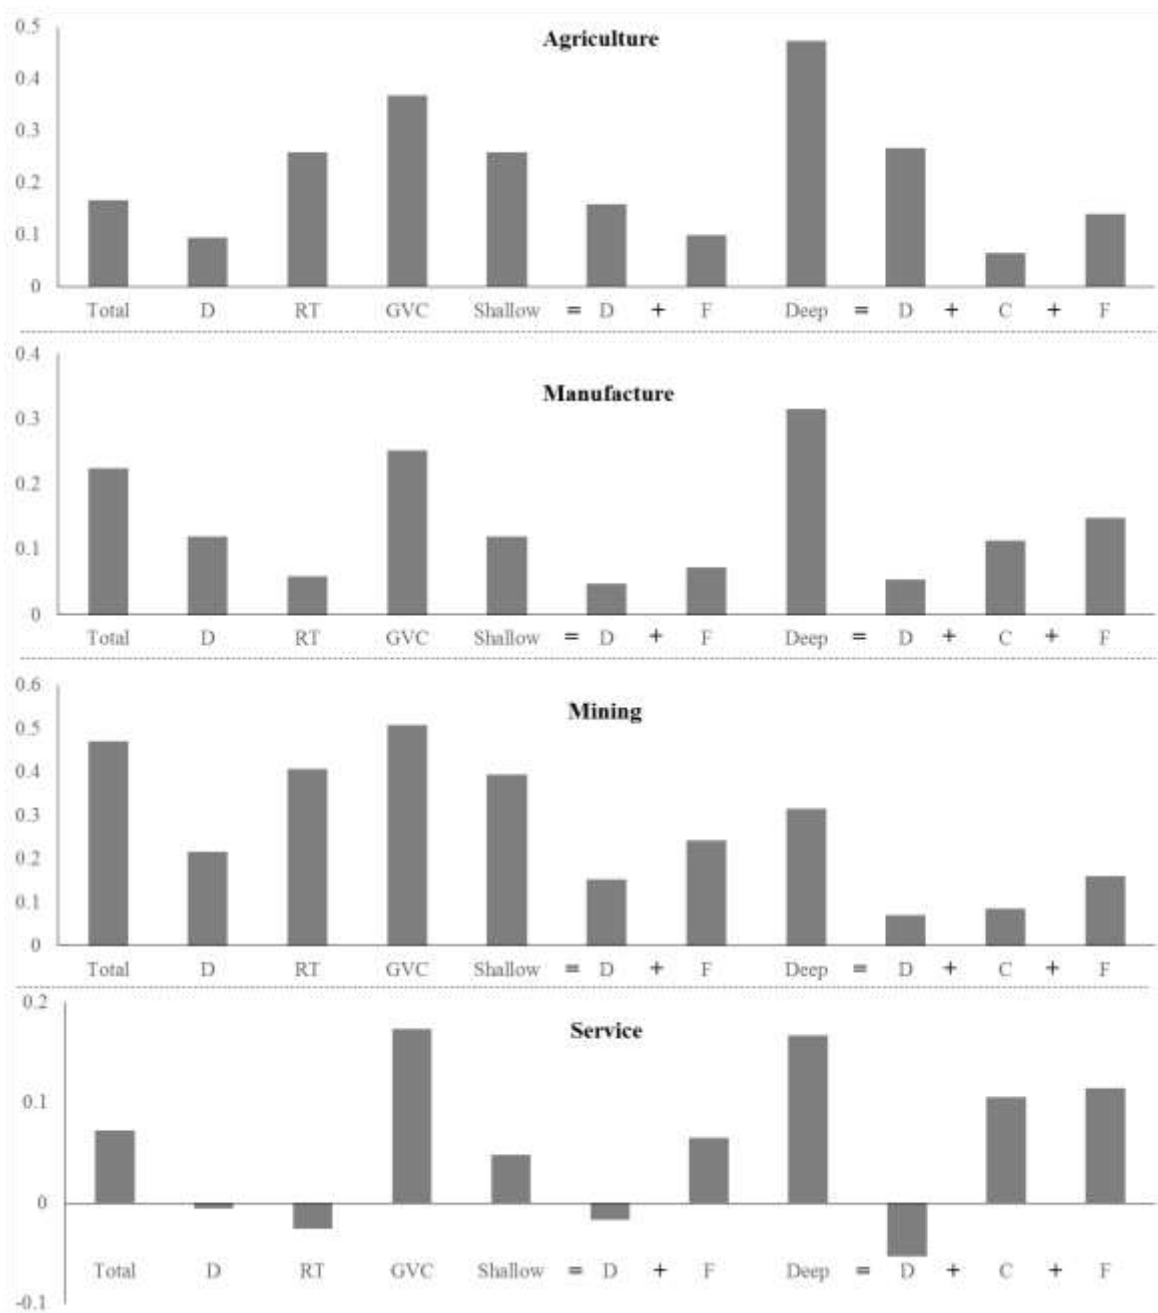 0.5
Agriculture
0.4
0.3
0.2
0.1
0
Total D RT GVC Shallow = D + F Deep = D + C + F
0.4
Manufacture
0.3
0.2
0.1
0
Total D RT GVC Shallow = D + F Deep = D + C + F
0.6
Mining
0.5
0.4
0.3
0.2
0.1
0
Total D RT GVC Shallow = D + F Deep = D + C + F
0.2
Service
0.1
0
Total D RT GVC Shallow = D + F Deep = D + C + F
-0.1